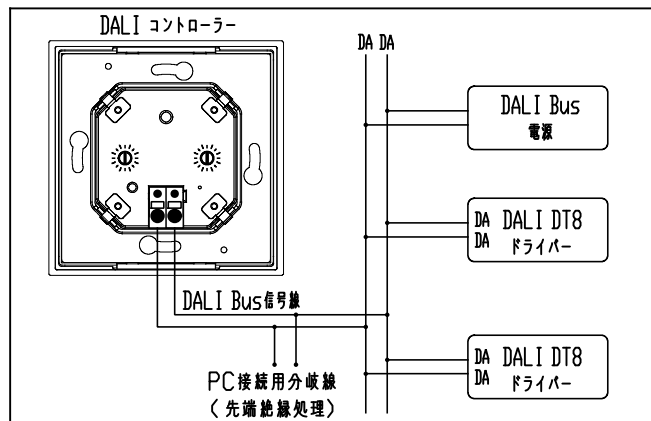 DALI コントローラー
DA DA
DALI Bus
電源
DA DALI DT8
DA ドライバー
DALI Bus信号線
DA DALI DT8
DA ドライバー
PC接続用分岐線
(先端絶縁処理)